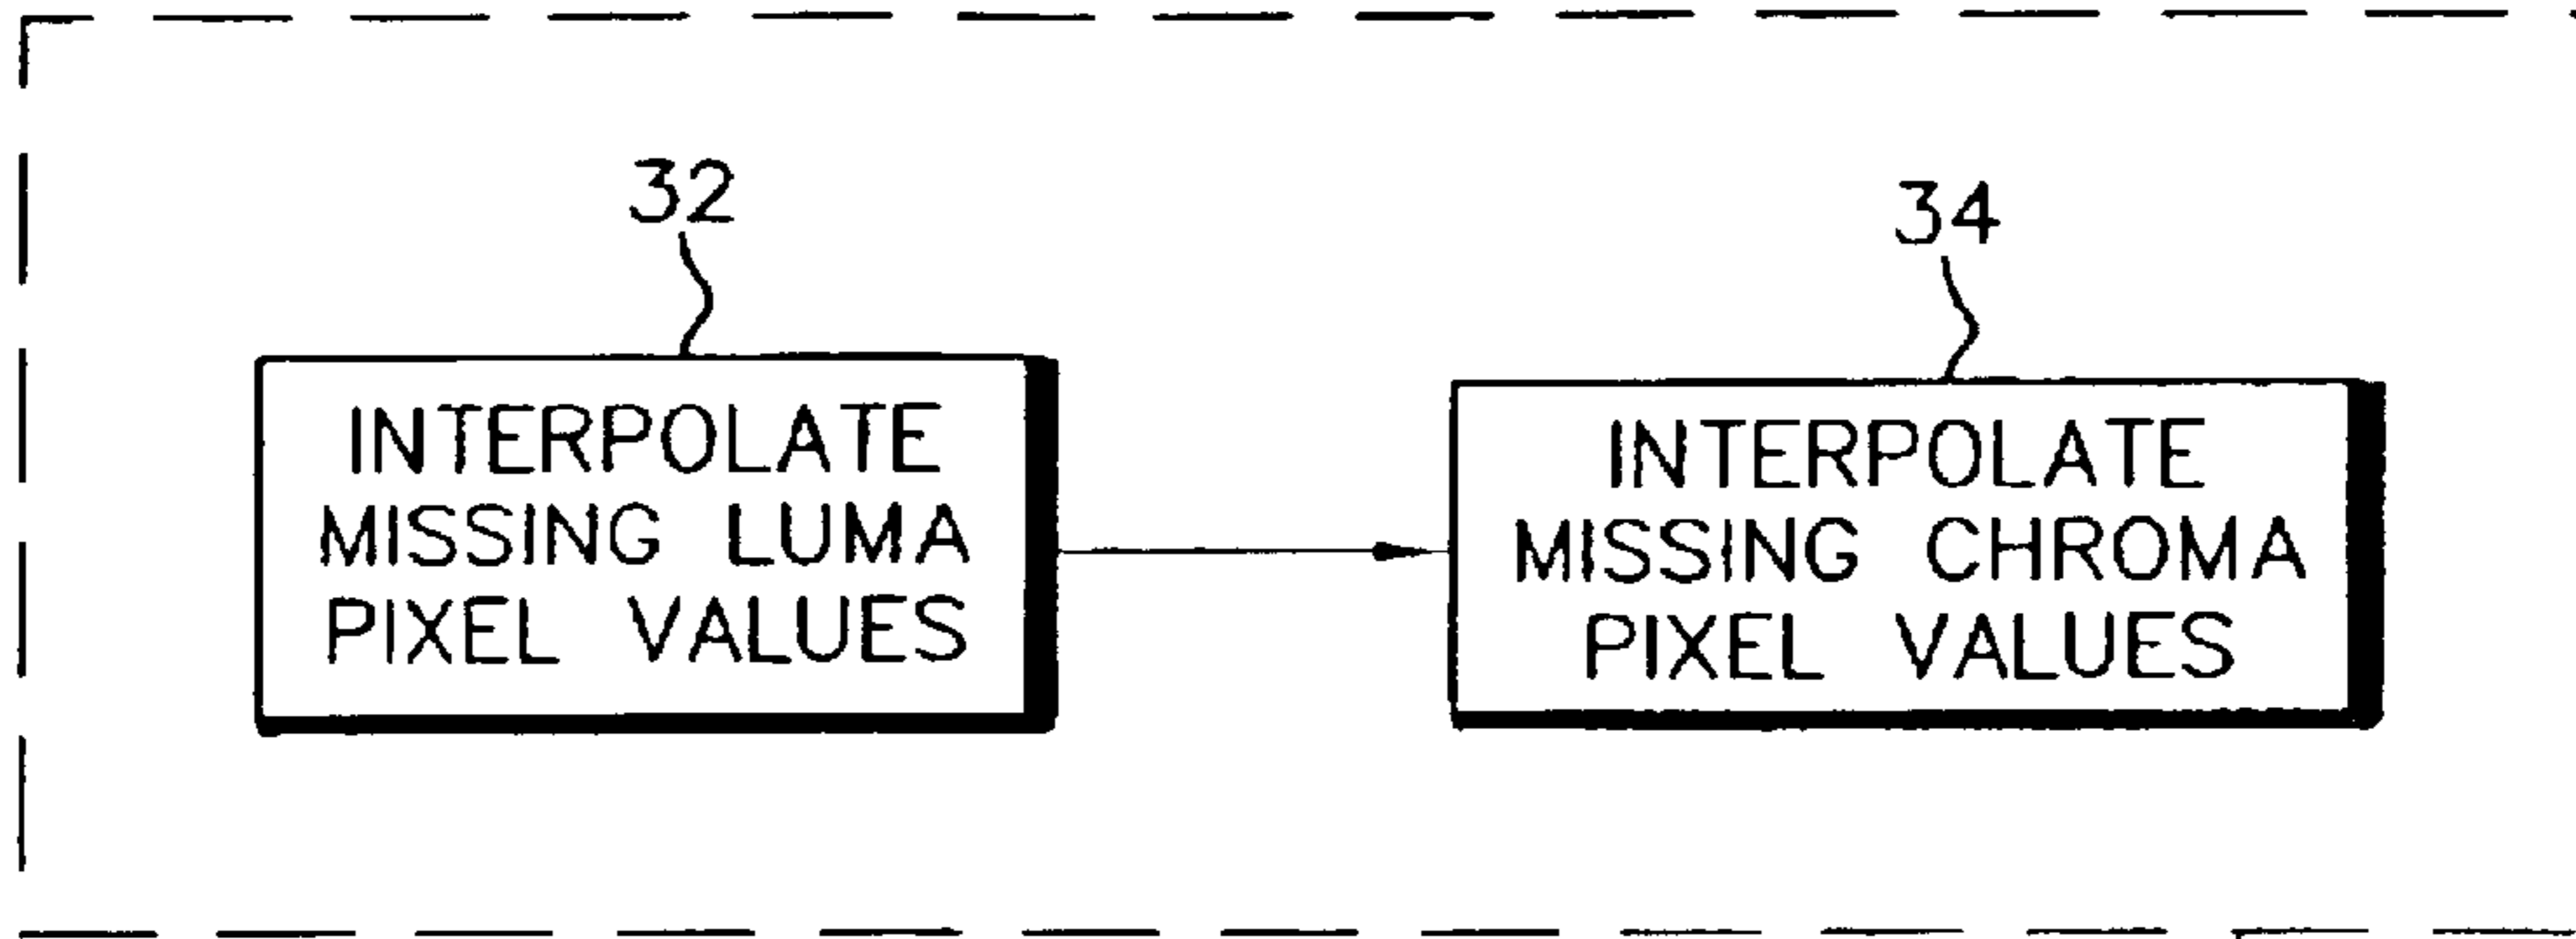 32
INTERPOLATE
MISSING LUMA
PIXEL VALUES
34
INTERPOLATE
MISSING CHROMA
PIXEL VALUES